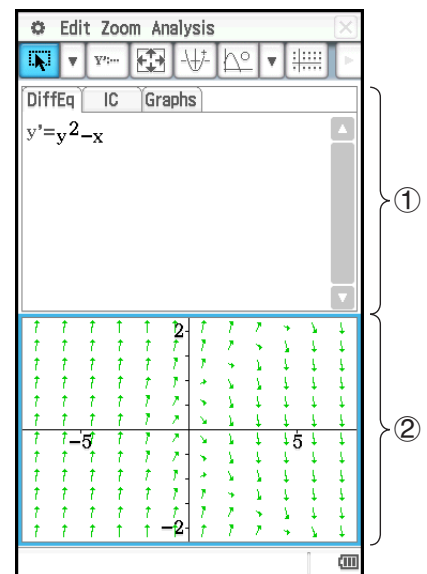 Edit Zoom Analysis
Y':···
DiffEq IC Graphs
y'=y²-x
①
2
-5 5
②
-2